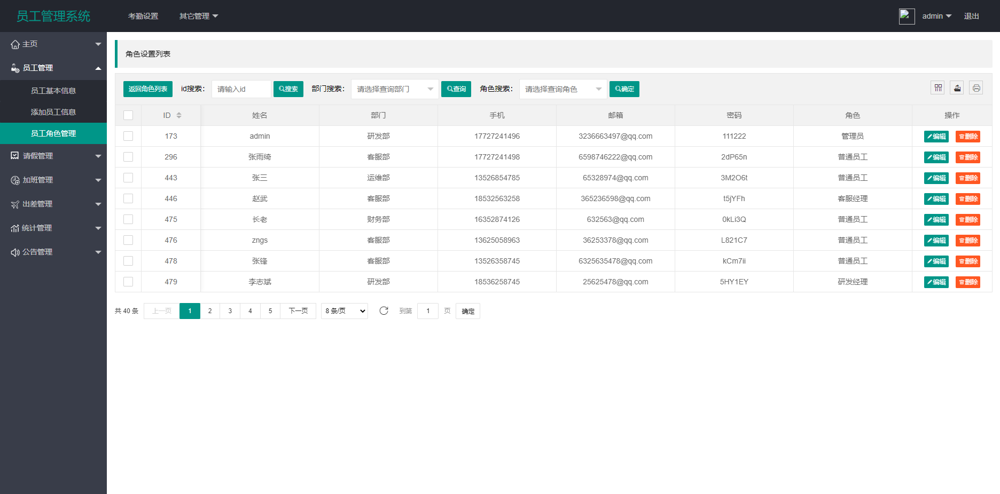 员工管理系统 考勤设置 其它管理 admin 退出
主页
员工管理
员工基本信息
添加员工信息
员工角色管理
请假管理
加班管理
出差管理
统计管理
公告管理
角色设置列表
返回角色列表 id搜索： 请输入id 搜索 部门搜索： 请选择查询部门 查询 角色搜索： 请选择查询角色 确定
ID 姓名 部门 手机 邮箱 密码 角色 操作
173 admin 研发部 17727241496 3236663497@qq.com 111222 管理员 编辑 删除
296 张雨绮 客服部 17727241498 6598746222@qq.com 2dP65n 普通员工 编辑 删除
443 张三 运维部 13526854785 65328974@qq.com 3M2O6t 普通员工 编辑 删除
446 赵武 客服部 18532563258 365236598@qq.com t5jYFh 客服经理 编辑 删除
475 长老 财务部 16352874126 632563@qq.com 0kLi3Q 普通员工 编辑 删除
476 zngs 客服部 13625058963 36253378@qq.com L821C7 普通员工 编辑 删除
478 张锋 客服部 13526358745 6325635478@qq.com kCm7ii 普通员工 编辑 删除
479 李志斌 研发部 18536258745 25625478@qq.com 5HY1EY 研发经理 编辑 删除
共 40 条 上一页 1 2 3 4 5 下一页 8 条/页 到第 1 页 确定